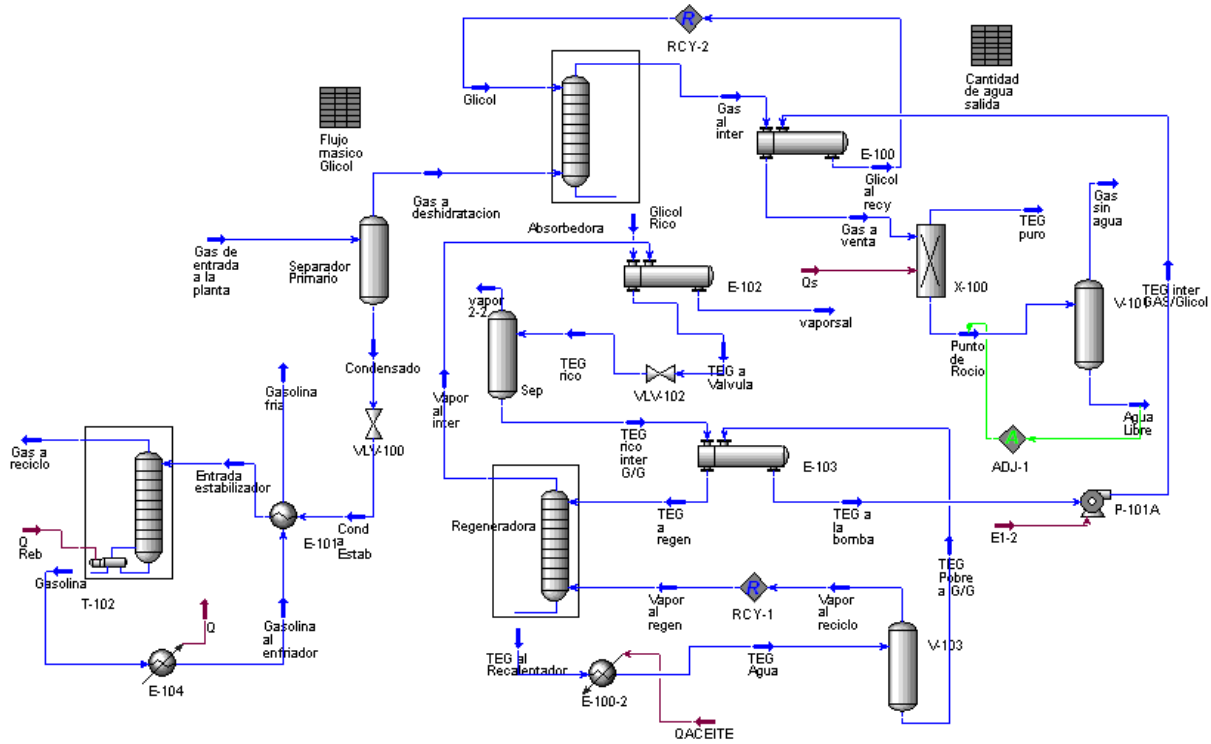 RCY-2
Cantidad
de agua
salida
Glicol
Gas
al
inter
Flujo
masico
Glicol
E-100
Glicol
al
recy
Gas sin
agua
TEG
puro
Gas a
deshidratacion
Glicol
Rico
Absorbedora
Gas a
venta
Gas de
entrada
a la
planta
Separador
Primario
E-102
Qs
X-100
V-101
TEG inter
GAS/Glicol
vapor
2-2
vaporsal
Punto
de
Rocio
TEG
rico
TEG a
Valvula
Condensado
Sep
VLV-102
Gasolina
fria
Vapor
al
inter
Agua
Libre
VLV-100
TEG
rico
inter
G/G
E-103
ADJ-1
Gas a
reciclo
Entrada
estabilizador
Regeneradora
TEG
a
regen
TEG a
la
bomba
P-101A
E1-2
Q
Reb
E-101
Cond
a
Estab
TEG
Pobre
a G/G
Gasolina
T-102
Vapor
al
regen
RCY-1
Vapor
al
reciclo
Q
Gasolina
al
enfriador
V-103
TEG al
Recalentador
TEG
Agua
E-104
E-100-2
QACEITE